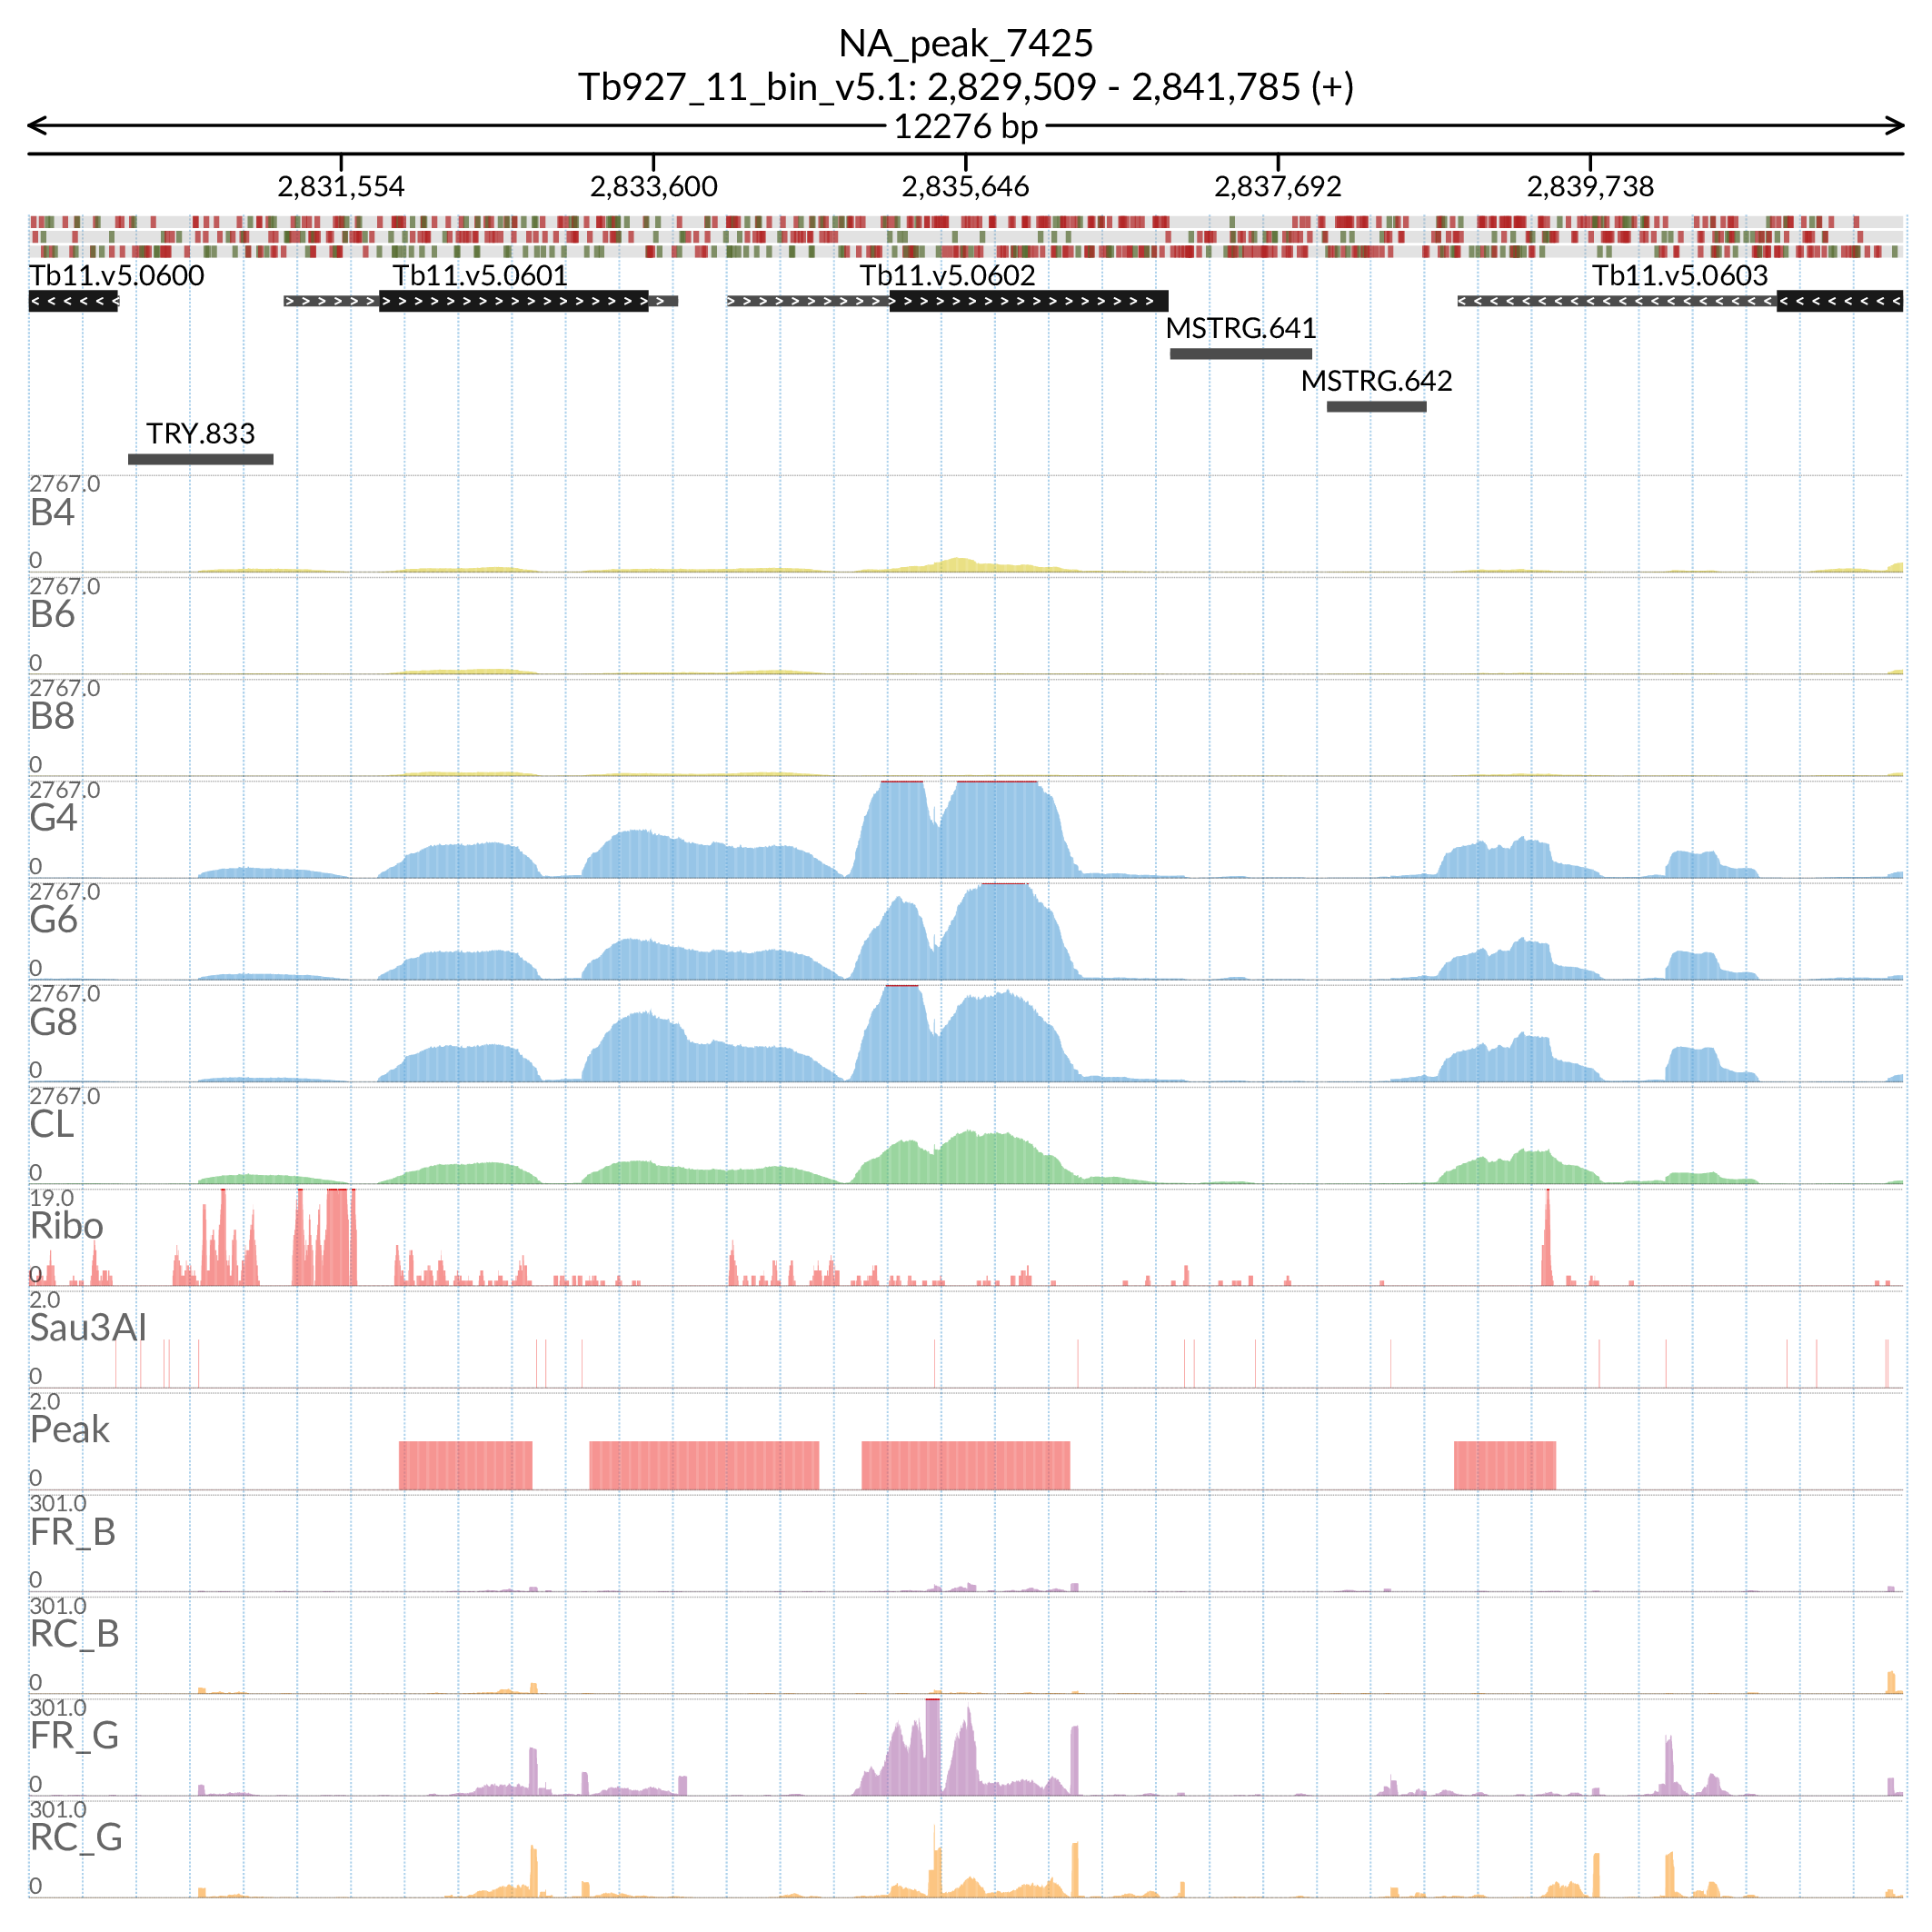 NA_peak_7425
Tb927_11_bin_v5.1: 2,829,509 - 2,841,785 (+)
12276 bp
2,831,554 2,833,600 2,835,646 2,837,692 2,839,738
Tb11.v5.0600 Tb11.v5.0601 Tb11.v5.0602 Tb11.v5.0603
MSTRG.641
MSTRG.642
TRY.833
2767.0
B4
0
2767.0
B6
0
2767.0
B8
0
2767.0
G4
0
2767.0
G6
0
2767.0
G8
0
2767.0
CL
0
19.0
Ribo
0
2.0
Sau3AI
0
2.0
Peak
0
301.0
FR_B
0
301.0
RC_B
0
301.0
FR_G
0
301.0
RC_G
0